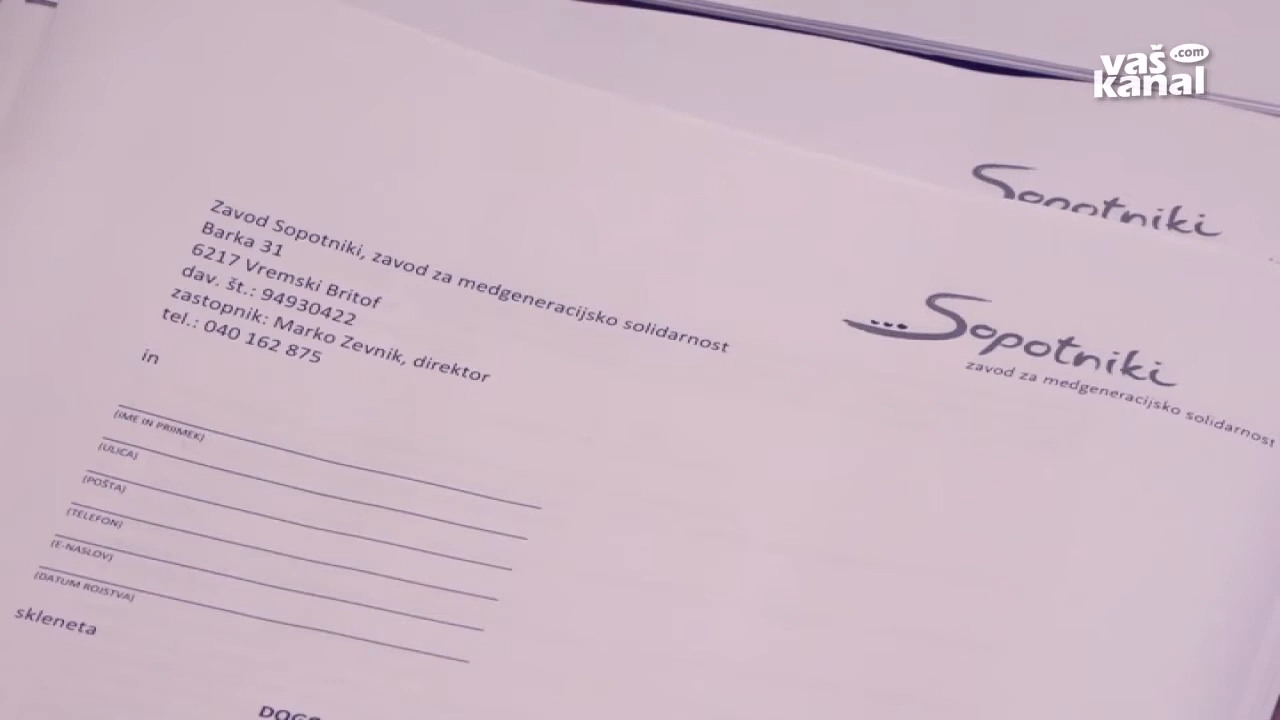 vaš .com
kanal
Sopotniki
Sopotniki
zavod za medgeneracijsko solidarnost
Zavod Sopotniki, zavod za medgeneracijsko solidarnost
Barka 31
6217 Vremski Britof
dav. št.: 94930422
zastopnik: Marko Zevnik, direktor
tel.: 040 162 875
in
(IME IN PRIIMEK)
(ULICA)
(POŠTA)
(TELEFON)
(E-NASLOV)
(DATUM ROJSTVA)
skleneta